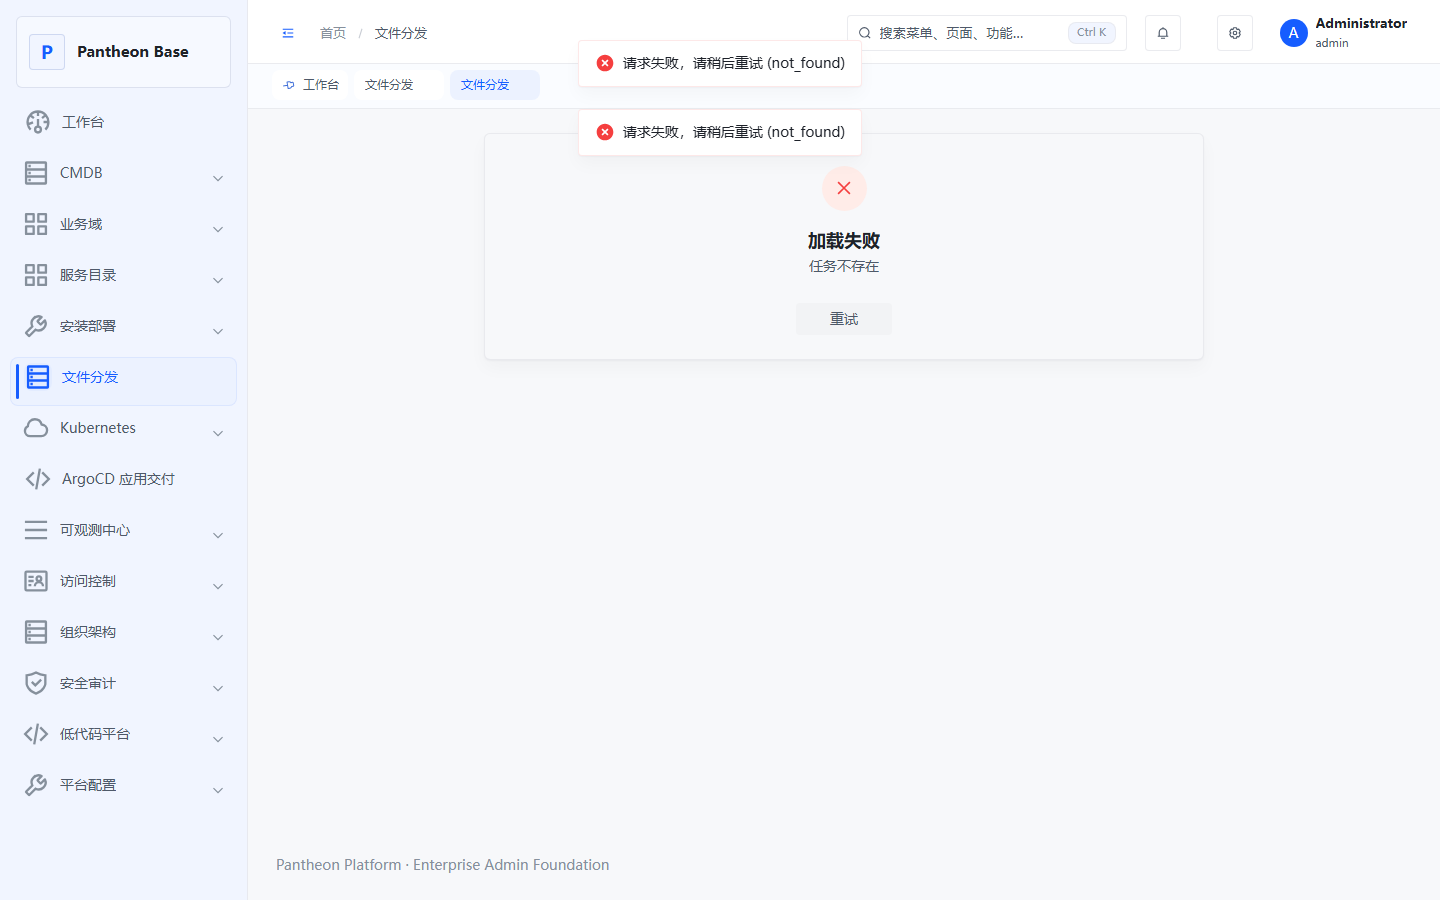 P
Pantheon Base
工作台
CMDB
业务域
服务目录
安装部署
文件分发
Kubernetes
ArgoCD 应用交付
可观测中心
访问控制
组织架构
安全审计
低代码平台
平台配置
首页 / 文件分发
搜索菜单、页面、功能...
Ctrl K
A
Administrator
admin
工作台
文件分发
文件分发
请求失败，请稍后重试 (not_found)
请求失败，请稍后重试 (not_found)
加载失败
任务不存在
重试
Pantheon Platform · Enterprise Admin Foundation